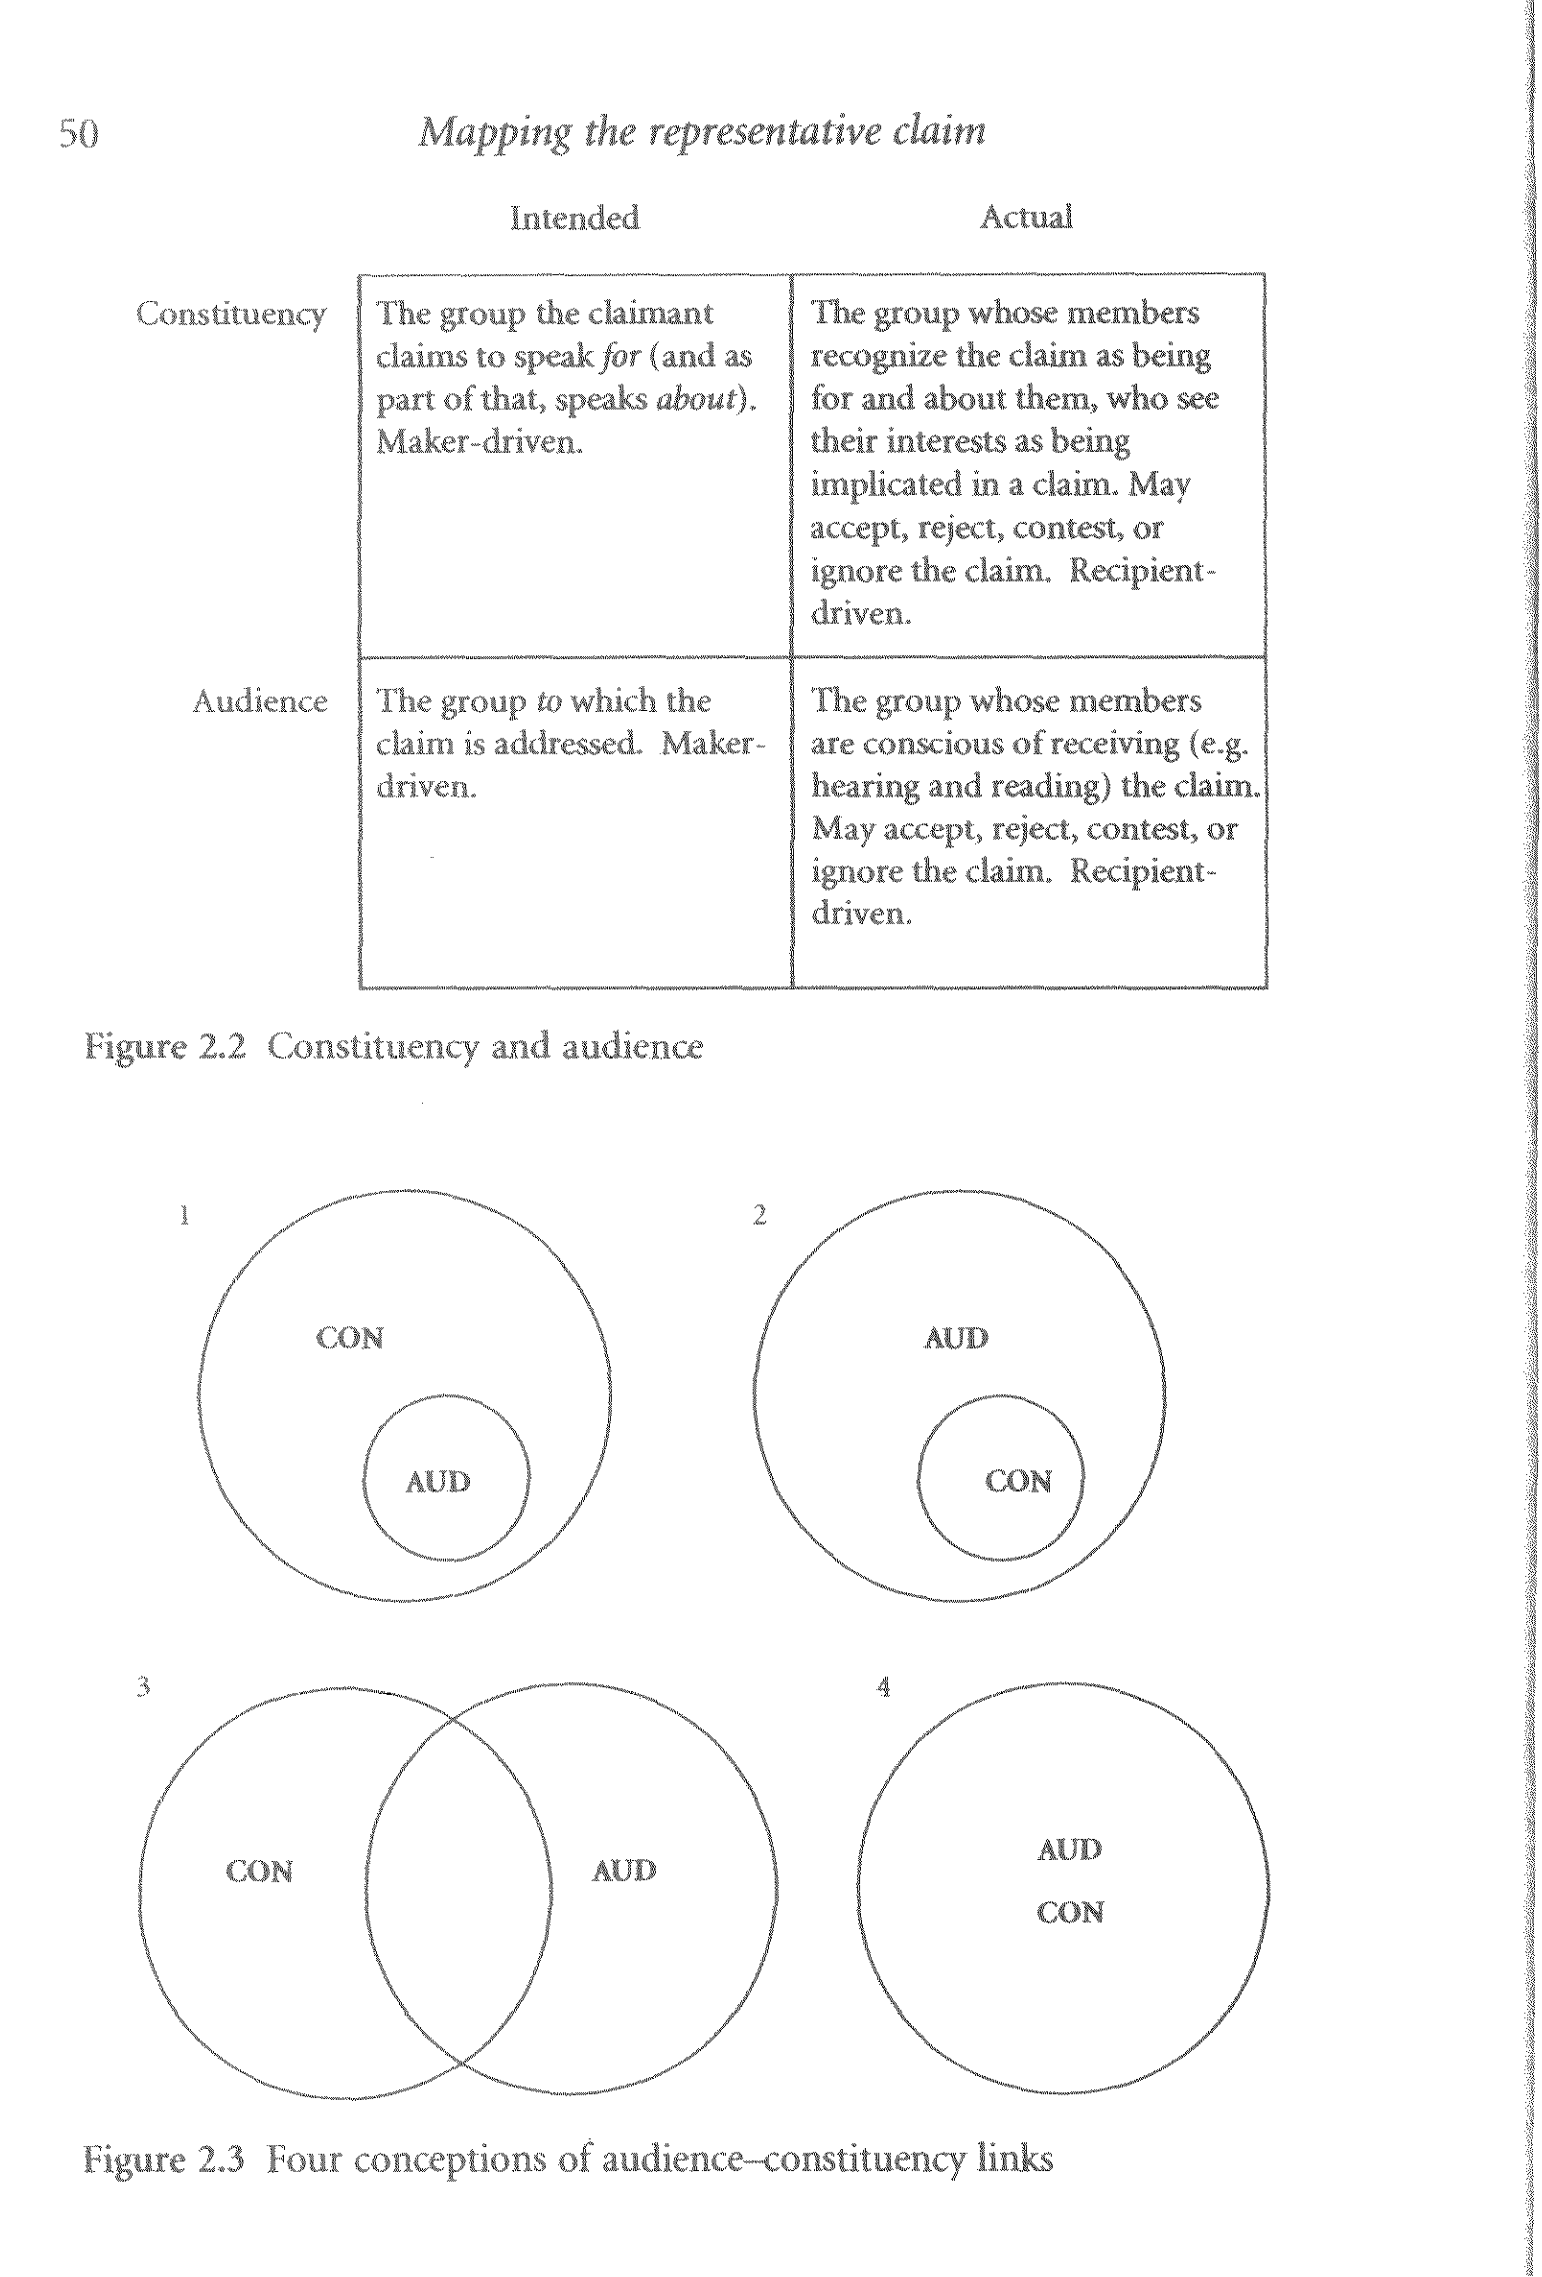 50
Mapping the representative claim
Intended
Actual
Constituency
The group the claimant
claims to speak for (and as
part of that, speaks about).
Maker-driven.
The group whose members
recognize the claim as being
for and about them, who see
their interests as being
implicated in a claim. May
accept, reject, contest, or
ignore the claim. Recipient-
driven.
Audience
The group to which the
claim is addressed. Maker-
driven.
The group whose members
are conscious of receiving (e.g.
hearing and reading) the claim.
May accept, reject, contest, or
ignore the claim. Recipient-
driven.
Figure 2.2 Constituency and audience
1
CON
AUD
2
AUD
CON
3
CON
AUD
4
AUD
CON
Figure 2.3 Four conceptions of audience–constituency links